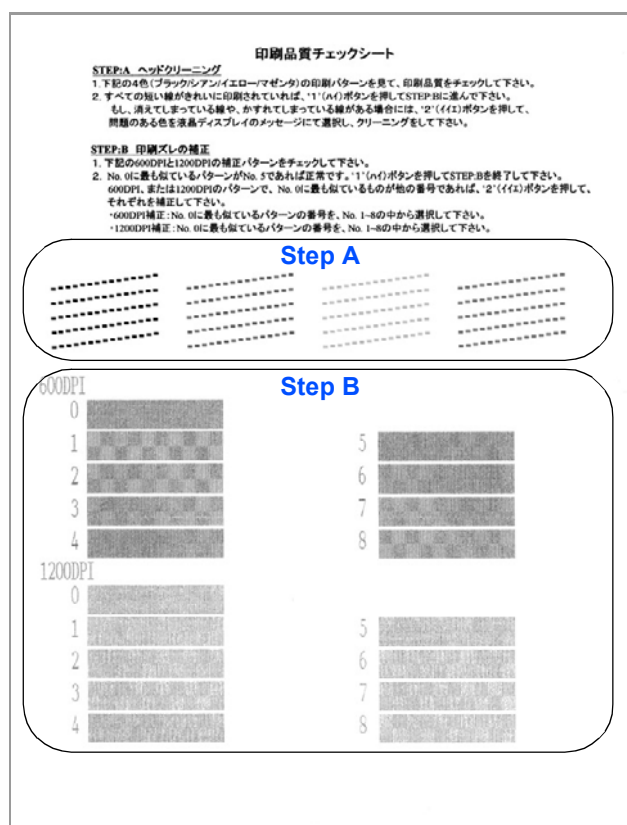 印刷品質チェックシート
STEP:A ヘッドクリーニング
1. 下記の4色(ブラック/シアン/イエロー/マゼンタ)の印刷パターンを見て、印刷品質をチェックして下さい。
2. すべての短い線がきれいに印刷されていれば、'1'(ハイ)ボタンを押してSTEP:Bに進んで下さい。
もし、消えてしまっている線や、かすれてしまっている線がある場合には、'2'(イイエ)ボタンを押して、
問題のある色を液晶ディスプレイのメッセージにて選択し、クリーニングをして下さい。
STEP:B 印刷ズレの補正
1. 下記の600DPIと1200DPIの補正パターンをチェックして下さい。
2. No. 0に最も似ているパターンがNo. 5であれば正常です。'1'(ハイ)ボタンを押してSTEP:Bを終了して下さい。
600DPI、または1200DPIのパターンで、No. 0に最も似ているものが他の番号であれば、'2'(イイエ)ボタンを押して、
それぞれを補正して下さい。
・600DPI補正:No. 0に最も似ているパターンの番号を、No. 1-8の中から選択して下さい。
・1200DPI補正:No. 0に最も似ているパターンの番号を、No. 1-8の中から選択して下さい。
Step A
Step B
600DPI
0
1
5
2
6
3
7
4
8
1200DPI
0
1
5
2
6
3
7
4
8